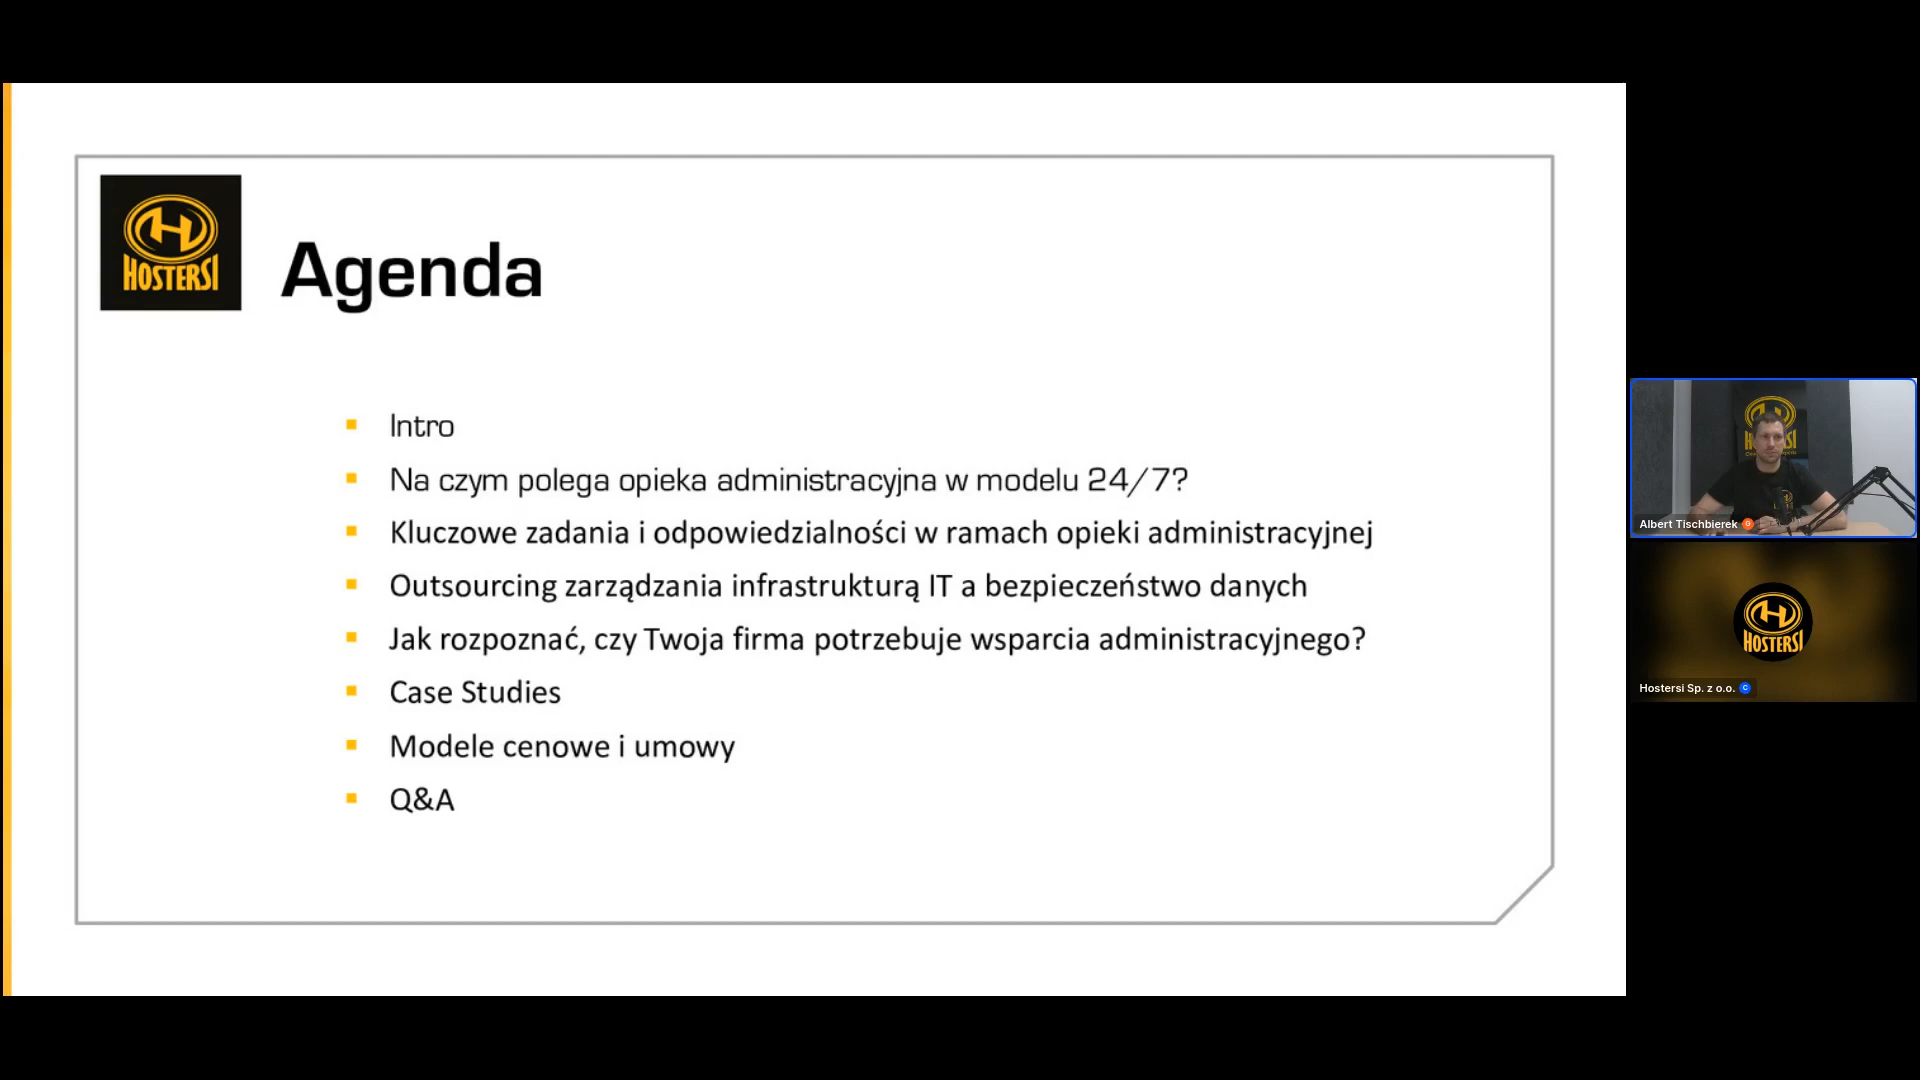 HOSTERSI
Agenda
Intro
Na czym polega opieka administracyjna w modelu 24/7?
Kluczowe zadania i odpowiedzialności w ramach opieki administracyjnej
Outsourcing zarządzania infrastrukturą IT a bezpieczeństwo danych
Jak rozpoznać, czy Twoja firma potrzebuje wsparcia administracyjnego?
Case Studies
Modele cenowe i umowy
Q&A
Albert Tischbierek
HOSTERSI
Hostersi Sp. z o.o.